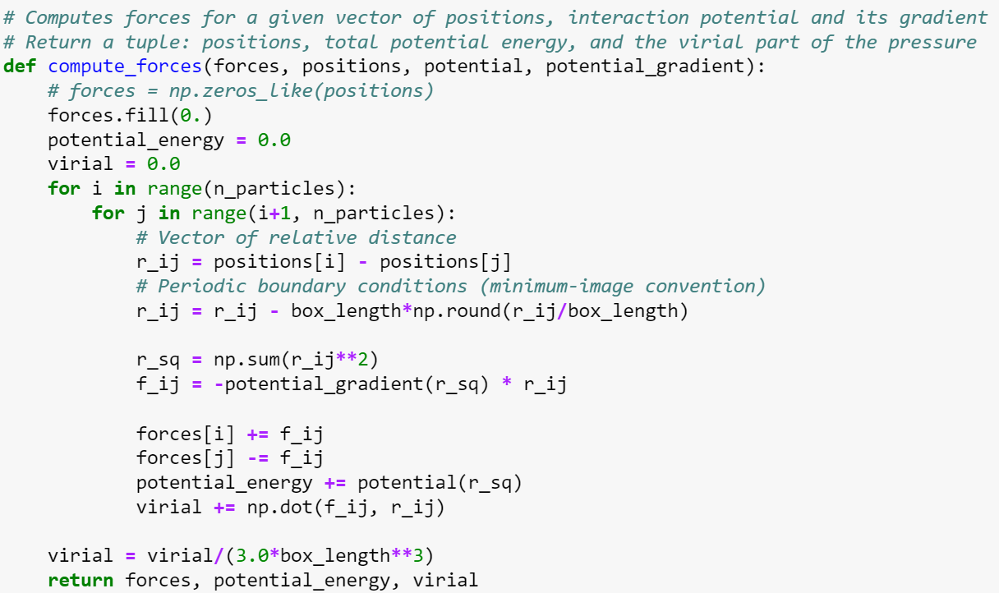 # Computes forces for a given vector of positions, interaction potential and its gradient
# Return a tuple: positions, total potential energy, and the virial part of the pressure
def compute_forces(forces, positions, potential, potential_gradient):
    # forces = np.zeros_like(positions)
    forces.fill(0.)
    potential_energy = 0.0
    virial = 0.0
    for i in range(n_particles):
        for j in range(i+1, n_particles):
            # Vector of relative distance
            r_ij = positions[i] - positions[j]
            # Periodic boundary conditions (minimum-image convention)
            r_ij = r_ij - box_length*np.round(r_ij/box_length)

            r_sq = np.sum(r_ij**2)
            f_ij = -potential_gradient(r_sq) * r_ij

            forces[i] += f_ij
            forces[j] -= f_ij
            potential_energy += potential(r_sq)
            virial += np.dot(f_ij, r_ij)

    virial = virial/(3.0*box_length**3)
    return forces, potential_energy, virial